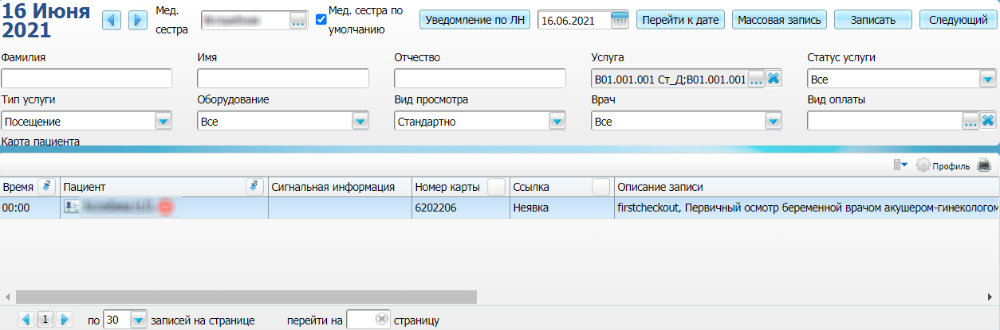 16 Июня 2021
Мед. сестра
...
Мед. сестра по умолчанию
Уведомление по ЛН
16.06.2021
Перейти к дате
Массовая запись
Записать
Следующий
Фамилия
Имя
Отчество
Услуга
Статус услуги
B01.001.001 Ст_Д;B01.001.001
...
Все
Тип услуги
Оборудование
Вид просмотра
Врач
Вид оплаты
Посещение
Все
Стандартно
Все
...
Карта пациента
Профиль
Время
Пациент
Сигнальная информация
Номер карты
Ссылка
Описание записи
00:00
6202206
Неявка
firstcheckout, Первичный осмотр беременной врачом акушером-гинекологом
1
по 30 записей на странице
перейти на
страницу